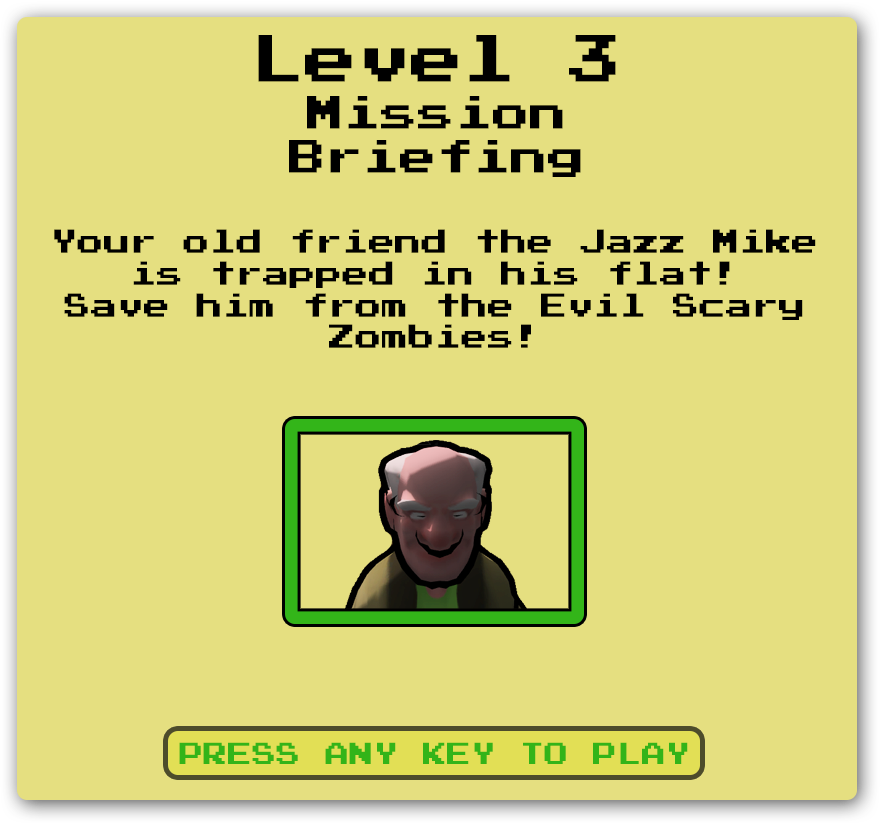 Level 3
Mission
Briefing
Your old friend the Jazz Mike
is trapped in his flat!
Save him from the Evil Scary
Zombies!
PRESS ANY KEY TO PLAY